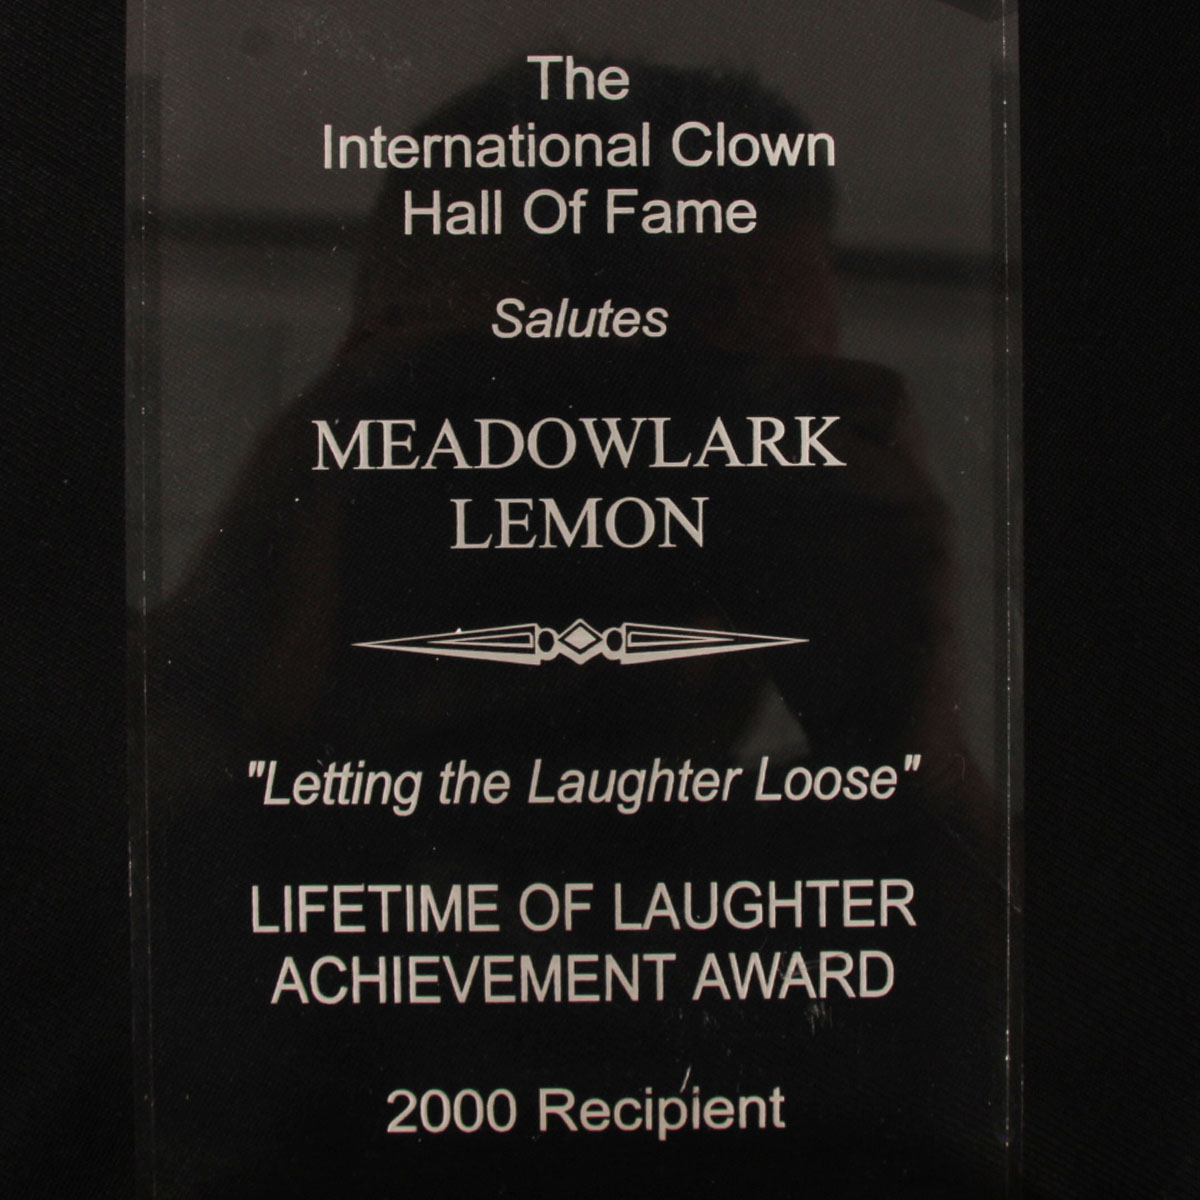 The
International Clown
Hall Of Fame
Salutes
MEADOWLARK
LEMON
"Letting the Laughter Loose"
LIFETIME OF LAUGHTER
ACHIEVEMENT AWARD
2000 Recipient